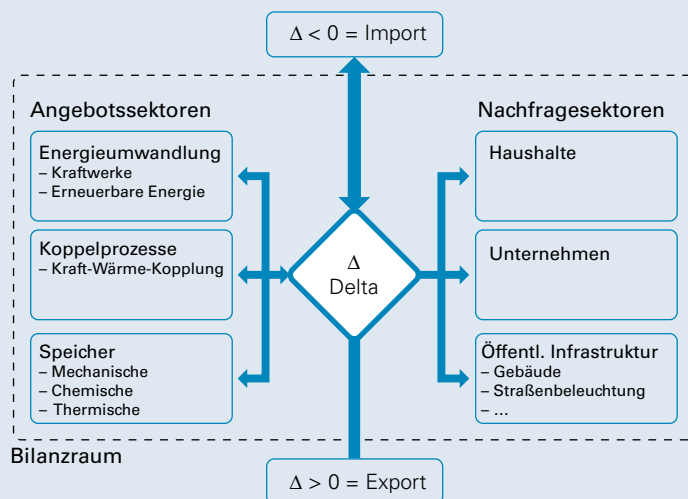 Δ < 0 = Import
Angebotssektoren
Energieumwandlung
– Kraftwerke
– Erneuerbare Energie
Koppelprozesse
– Kraft-Wärme-Kopplung
Speicher
– Mechanische
– Chemische
– Thermische
Δ
Delta
Nachfragesektoren
Haushalte
Unternehmen
Öffentl. Infrastruktur
– Gebäude
– Straßenbeleuchtung
– ...
Bilanzraum
Δ > 0 = Export